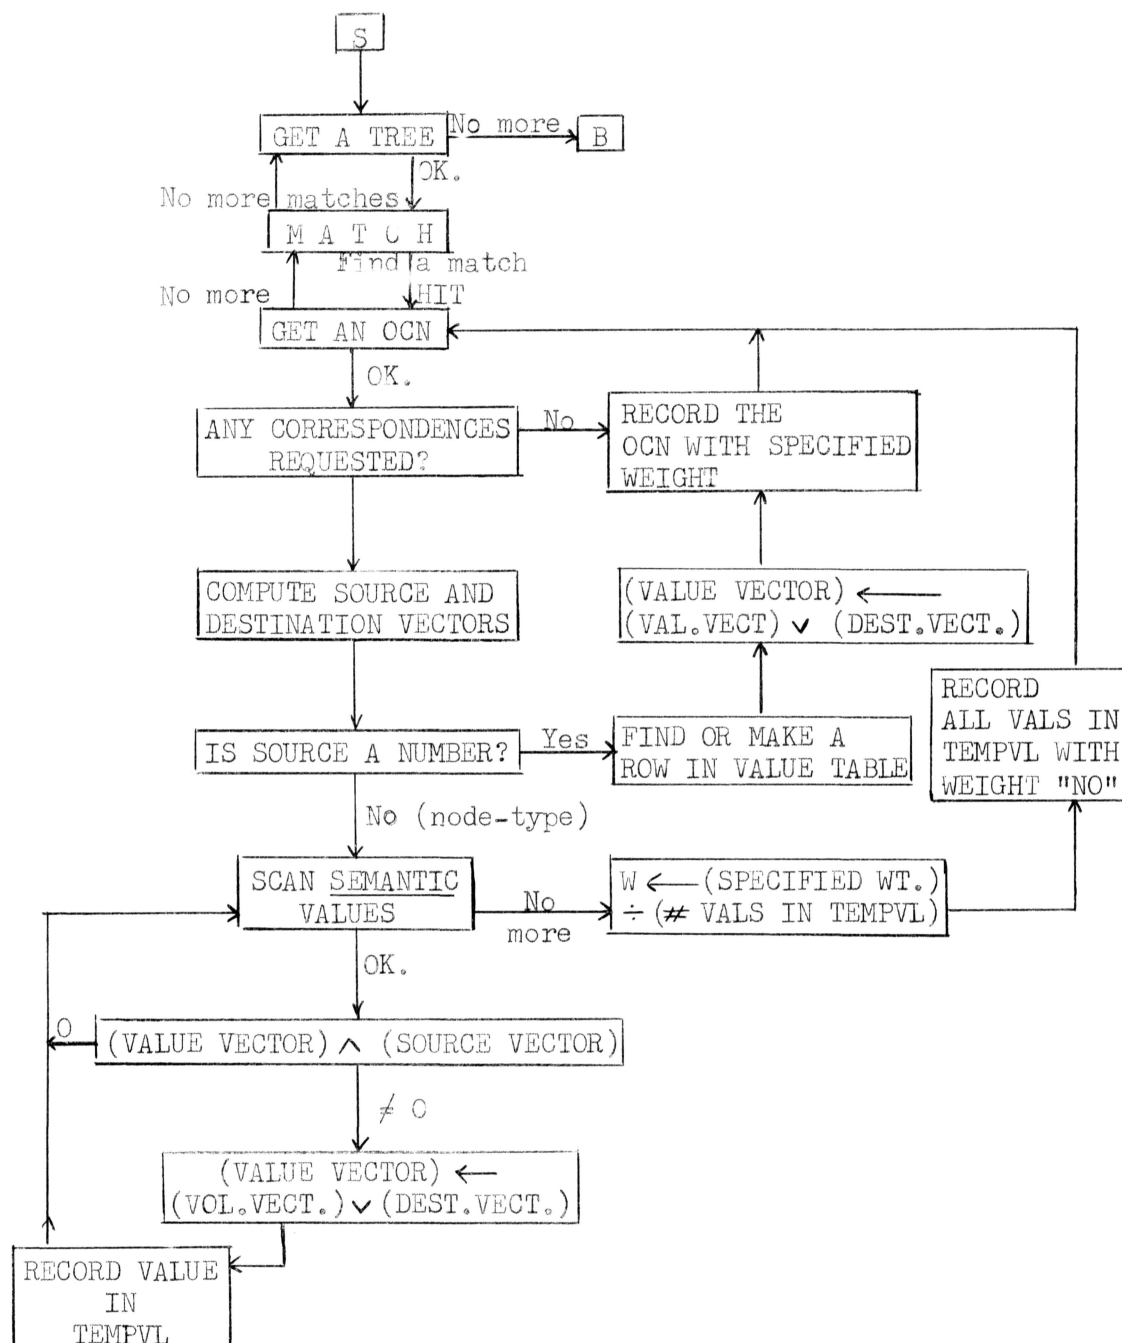 S
GET A TREE
No more
B
OK.
No more matches
M A T C H
Find a match
No more
HIT
GET AN OCN
OK.
ANY CORRESPONDENCES
REQUESTED?
No
RECORD THE
OCN WITH SPECIFIED
WEIGHT
COMPUTE SOURCE AND
DESTINATION VECTORS
(VALUE VECTOR) ←
(VAL.VECT) ∨ (DEST.VECT.)
IS SOURCE A NUMBER?
Yes
FIND OR MAKE A
ROW IN VALUE TABLE
RECORD
ALL VALS IN
TEMPVL WITH
WEIGHT "NO"
No (node-type)
SCAN SEMANTIC
VALUES
No
more
W ← (SPECIFIED WT.)
÷ (# VALS IN TEMPVL)
OK.
0
(VALUE VECTOR) ∧ (SOURCE VECTOR)
≠ 0
(VALUE VECTOR) ←
(VOL.VECT.) ∨ (DEST.VECT.)
RECORD VALUE
IN
TEMPVL